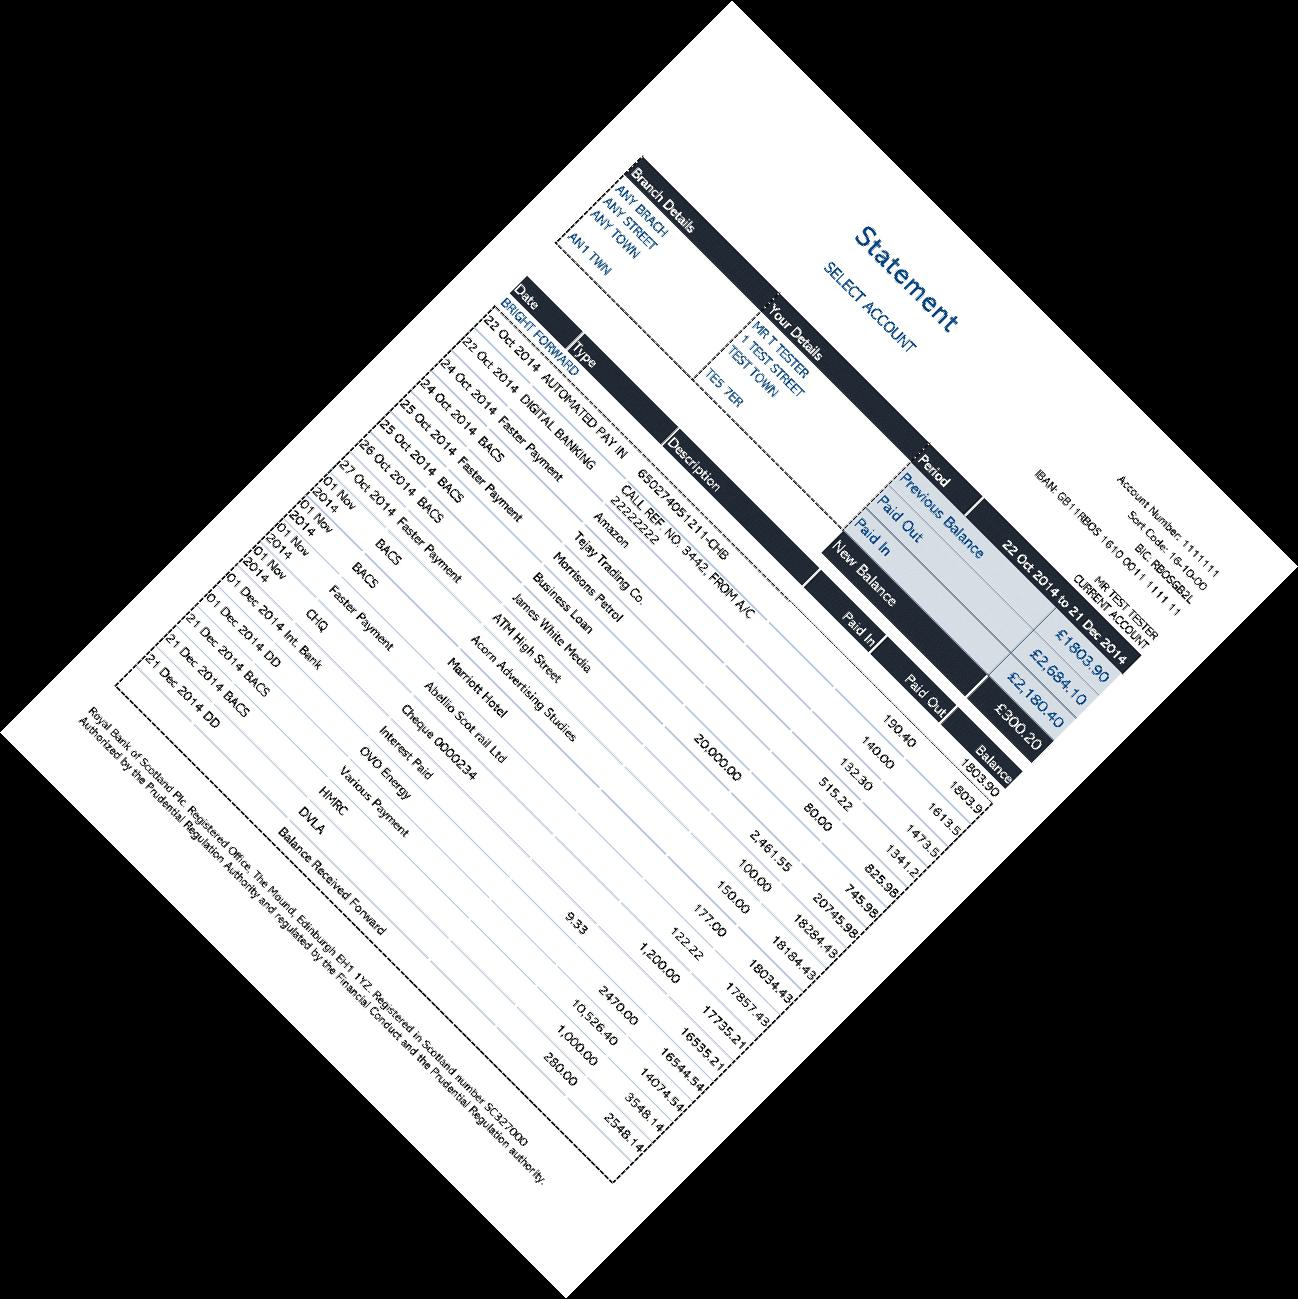 Statement
SELECT ACCOUNT
Account Number: 1111111
Sort Code: 16-10-00
BIC: RBOSGB2L
IBAN: GB11RBOS 1610 0011 1111 11
MR TEST TESTER
CURRENT ACCOUNT
Branch Details
ANY BRACH
ANY STREET
ANY TOWN
AN1 TWN
Your Details
MR T TESTER
1 TEST STREET
TEST TOWN
TE5 7ER
Period 22 Oct 2014 to 21 Dec 2014
Previous Balance £1803.90
Paid Out £2,684.10
Paid In £2,180.40
New Balance £300.20
Date Type Description Paid In Paid Out Balance
BRIGHT FORWARD 1803.90
22 Oct 2014 AUTOMATED PAY IN 650274051211-CHB 190.40 1803.9
22 Oct 2014 DIGITAL BANKING CALL REF. NO. 3442, FROM A/C 140.00 1613.5
22222222
24 Oct 2014 Faster Payment Amazon 132.30 1473.5
24 Oct 2014 BACS Tejay Trading Co. 515.22 1341.2
25 Oct 2014 Faster Payment Morrisons Petrol 80.00 825.98
25 Oct 2014 BACS Business Loan 20,000.00 745.98
26 Oct 2014 BACS James White Media 2,461.55 20745.98
27 Oct 2014 Faster Payment ATM High Street 100.00 18284.43
01 Nov BACS Acorn Advertising Studies 150.00 18184.43
2014
01 Nov BACS Marriott Hotel 177.00 18034.43
2014
01 Nov Faster Payment Abellio Scot rail Ltd 122.22 17857.43
2014
01 Nov CHQ Cheque 0000234 1,200.00 17735.21
2014
01 Dec 2014 Int. Bank Interest Paid 9.33 16535.21
01 Dec 2014 DD OVO Energy 2470.00 16544.54
21 Dec 2014 BACS Various Payment 10,526.40 14074.54
21 Dec 2014 BACS HMRC 1,000.00 3548.14
21 Dec 2014 DD DVLA 280.00 2548.14
Balance Received Forward
Royal Bank of Scotland Plc. Registered Office, The Mound, Edinburgh EH1 1YZ. Registered in Scotland number SC327000
Authorized by the Prudential Regulation Authority and regulated by the Financial Conduct and the Prudential Regulation authority.